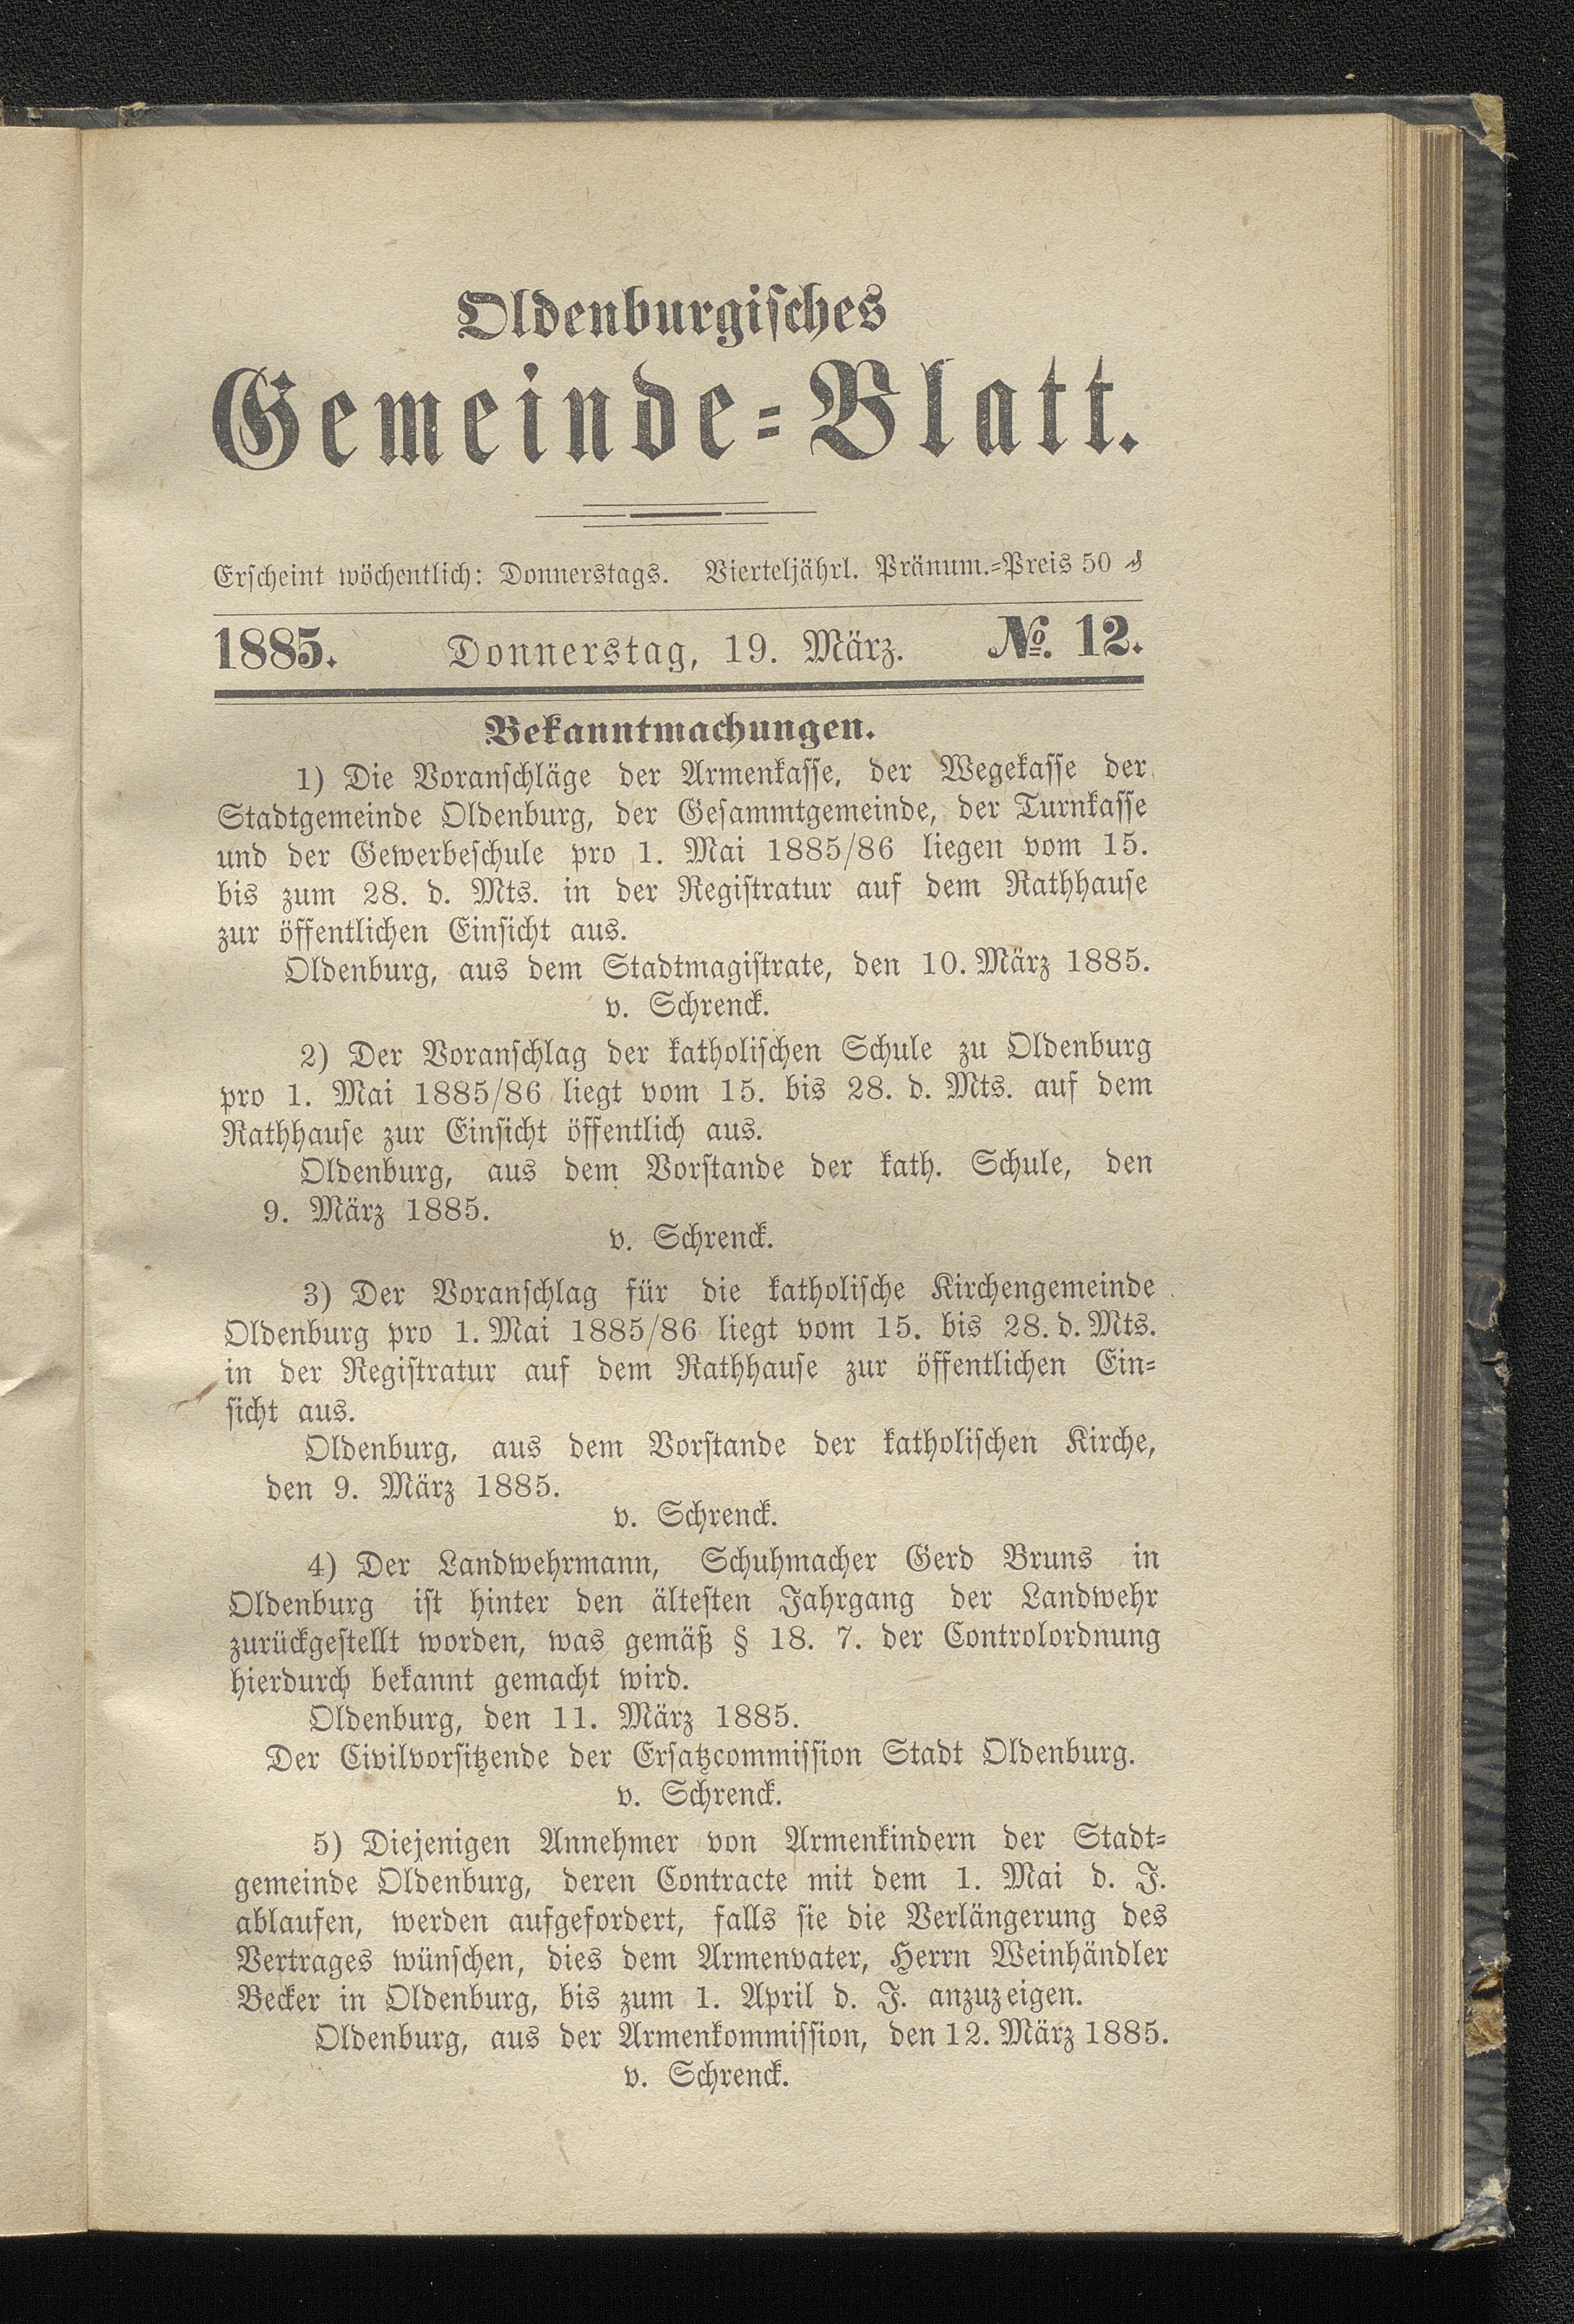 Oldenburgisches
Gemeinde=Blatt.
Erscheint wöchentlich: Donnerstags. Vierteljährl. Pränum.=Preis 50 ₰
1885. Donnerstag, 19. März. №. 12.
Bekanntmachungen.
1) Die Voranschläge der Armenkasse, der Wegekasse der
Stadtgemeinde Oldenburg, der Gesammtgemeinde, der Turnkasse
und der Gewerbeschule pro 1. Mai 1885/86 liegen vom 15.
bis zum 28. d. Mts. in der Registratur auf dem Rathhause
zur öffentlichen Einsicht aus.
Oldenburg, aus dem Stadtmagistrate, den 10. März 1885.
v. Schrenck.
2) Der Voranschlag der katholischen Schule zu Oldenburg
pro 1. Mai 1885/86 liegt vom 15. bis 28. d. Mts. auf dem
Rathhause zur Einsicht öffentlich aus.
Oldenburg, aus dem Vorstande der kath. Schule, den
9. März 1885.
v. Schrenck.
3) Der Voranschlag für die katholische Kirchengemeinde
Oldenburg pro 1. Mai 1885/86 liegt vom 15. bis 28. d. Mts.
in der Registratur auf dem Rathhause zur öffentlichen Ein=
sicht aus.
Oldenburg, aus dem Vorstande der katholischen Kirche,
den 9. März 1885.
v. Schrenck.
4) Der Landwehrmann, Schuhmacher Gerd Bruns in
Oldenburg ist hinter den ältesten Jahrgang der Landwehr
zurückgestellt worden, was gemäß § 18. 7. der Controlordnung
hierdurch bekannt gemacht wird.
Oldenburg, den 11. März 1885.
Der Civilvorsitzende der Ersatzcommission Stadt Oldenburg.
v. Schrenck.
5) Diejenigen Annehmer von Armenkindern der Stadt=
gemeinde Oldenburg, deren Contracte mit dem 1. Mai d. J.
ablaufen, werden aufgefordert, falls sie die Verlängerung des
Vertrages wünschen, dies dem Armenvater, Herrn Weinhändler
Becker in Oldenburg, bis zum 1. April d. J. anzuzeigen.
Oldenburg, aus der Armenkommission, den 12. März 1885.
v. Schrenck.